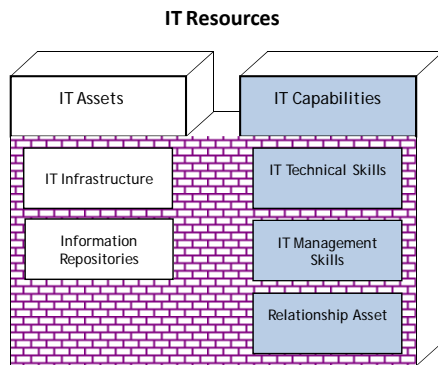 IT Resources
IT Assets
IT Capabilities
IT Infrastructure
Information
Repositories
IT Technical Skills
IT Management
Skills
Relationship Asset